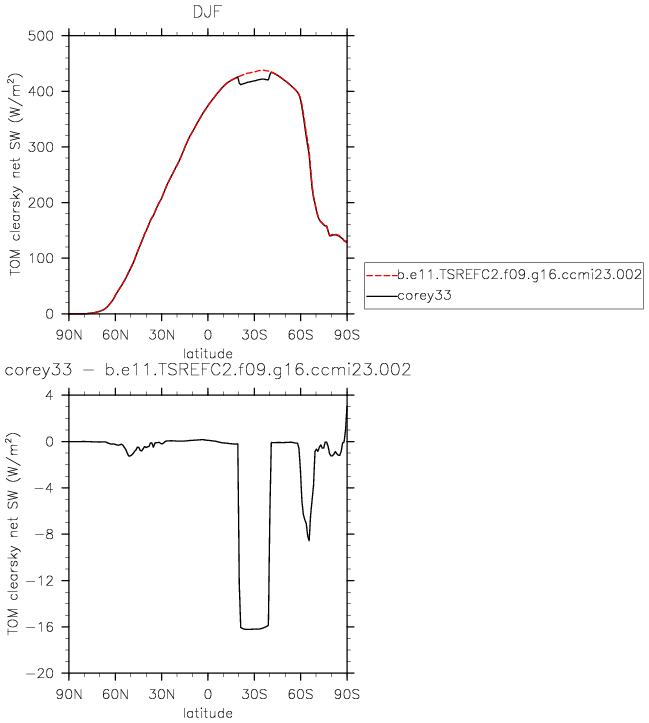 DJF
TOM clearsky net SW (W/m²)
500
400
300
200
100
0
90N 60N 30N 0 30S 60S 90S
latitude
b.e11.TSREFC2.f09.g16.ccmi23.002
corey33
corey33 − b.e11.TSREFC2.f09.g16.ccmi23.002
TOM clearsky net SW (W/m²)
4
0
−4
−8
−12
−16
−20
90N 60N 30N 0 30S 60S 90S
latitude